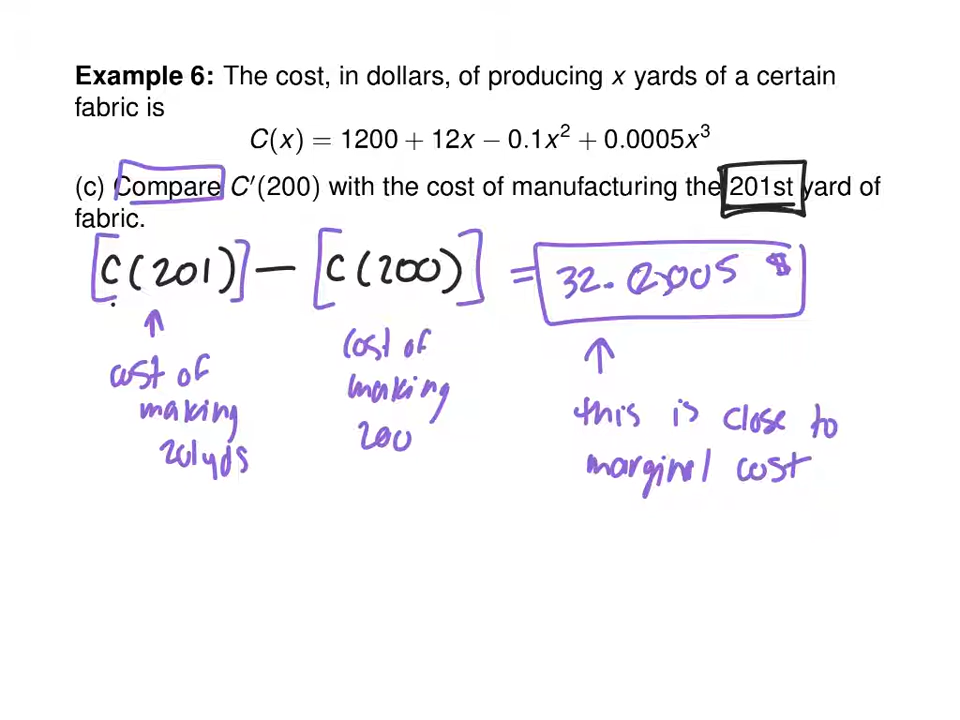 Example 6: The cost, in dollars, of producing x yards of a certain
fabric is
C(x) = 1200 + 12x − 0.1x² + 0.0005x³
(c) Compare C′(200) with the cost of manufacturing the 201st yard of
fabric.
[C(201)] − [C(200)] = 32.2005 $
cost of
making
201yds
cost of
making
200
this is close to
marginal cost